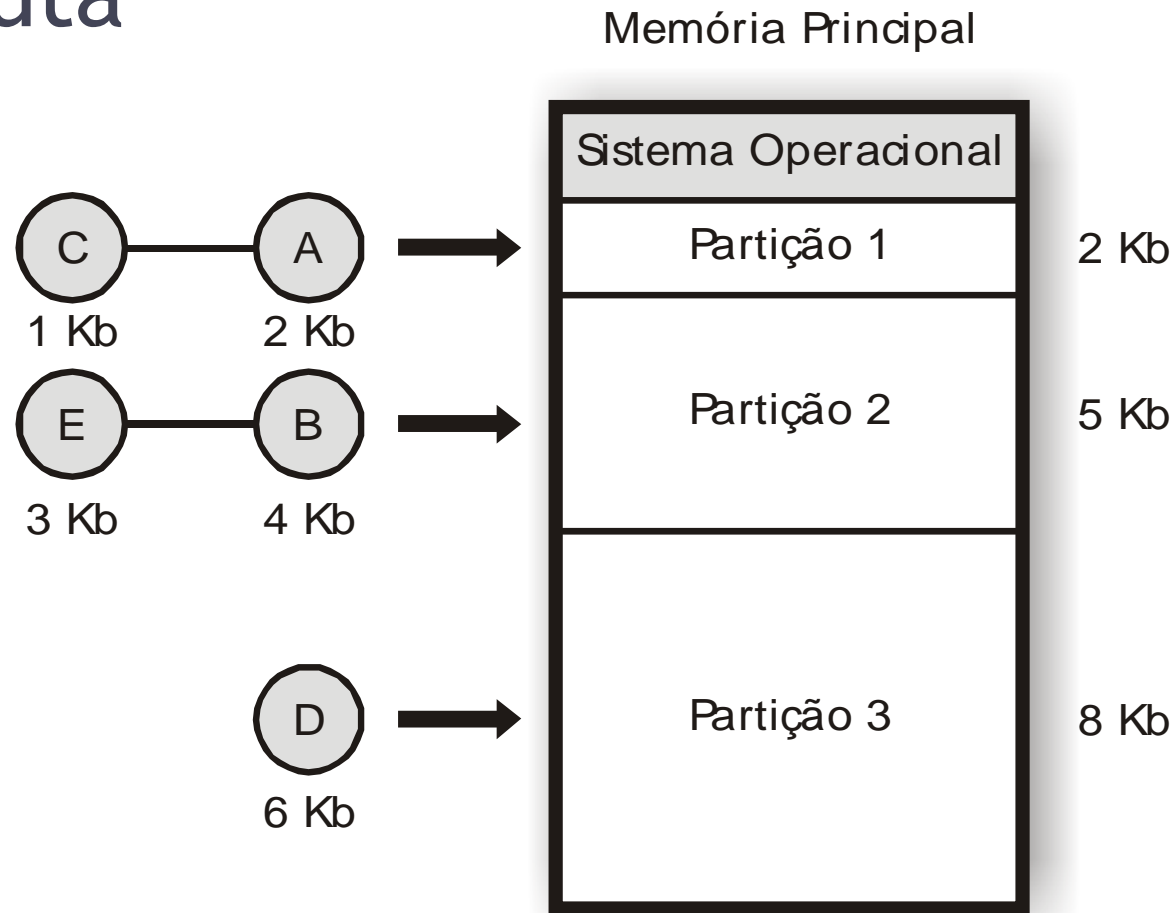 Memória Principal
Sistema Operacional
C
A
Partição 1
2 Kb
1 Kb
2 Kb
E
B
Partição 2
5 Kb
3 Kb
4 Kb
D
Partição 3
8 Kb
6 Kb